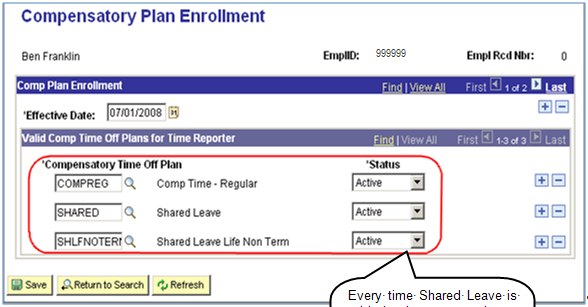 Compensatory Plan Enrollment
Ben Franklin EmplID: 999999 Empl Rcd Nbr: 0
Comp Plan Enrollment Find | View All First 1 of 2 Last
*Effective Date: 07/01/2008
Valid Comp Time Off Plans for Time Reporter Find | View All First 1-3 of 3 Last
*Compensatory Time Off Plan *Status
COMPREG Comp Time - Regular Active
SHARED Shared Leave Active
SHLFNOTER Shared Leave Life Non Term Active
Save Return to Search Refresh
Every time Shared Leave is